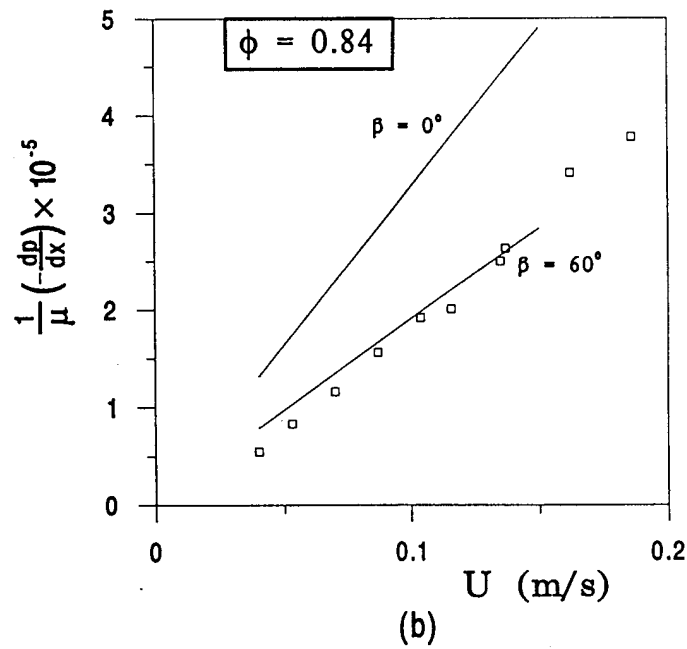 ϕ = 0.84
5
4
3
2
1
0
1/μ (-dp/dx) × 10⁻⁵
β = 0°
β = 60°
0
0.1
0.2
U (m/s)
(b)